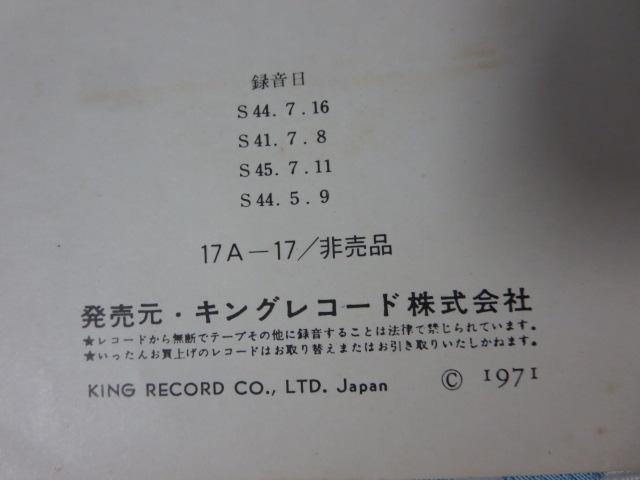 録音日
S 44. 7 . 16
S 41. 7 . 8
S 45. 7 . 11
S 44. 5 . 9
17A－17／非売品
発売元・キングレコード株式会社
★レコードから無断でテープその他に録音することは法律で禁じられています。
★いったんお買上げのレコードはお取り替えまたはお引き取りいたしかねます。
KING RECORD CO., LTD. Japan © 1971